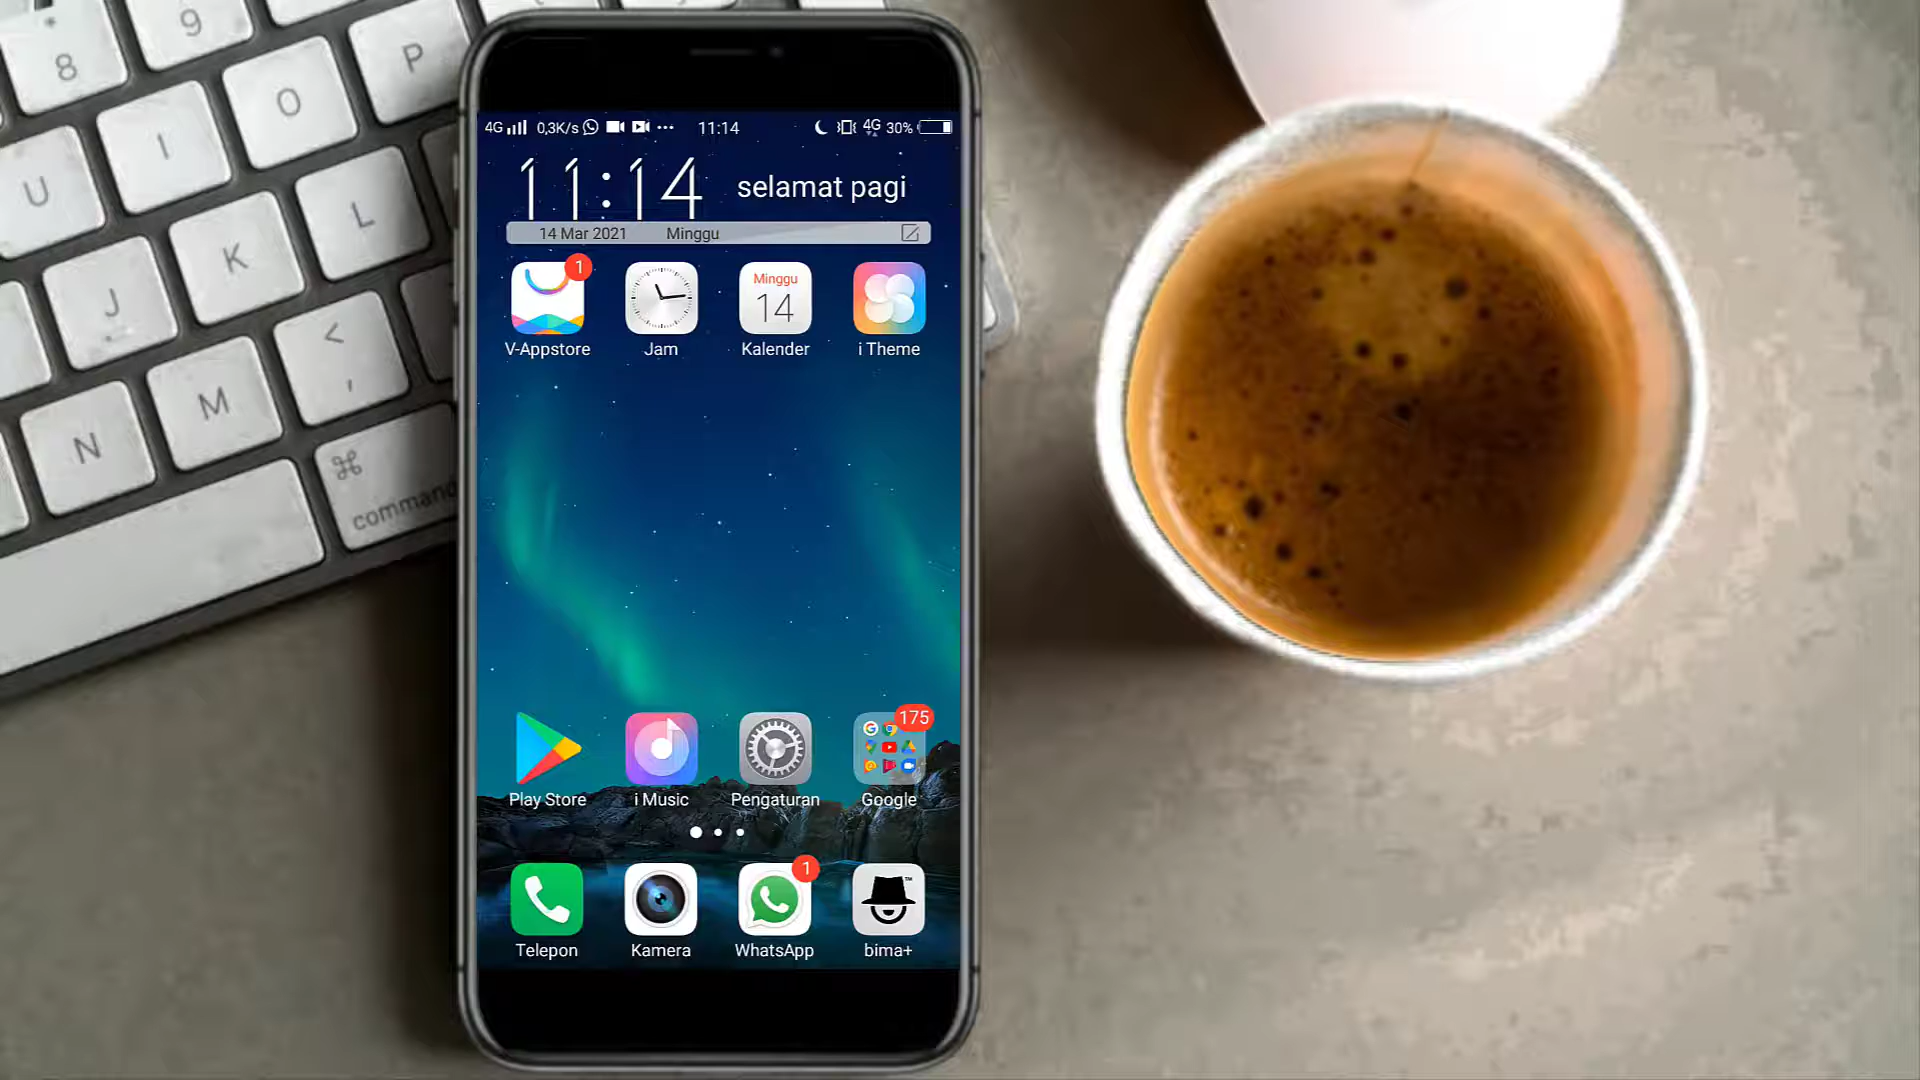 * 8
9
P
O
I
U
L
K
J
<
,
M
N
⌘
command
4G 0,3K/s 11:14 4G 30%
11:14 selamat pagi
14 Mar 2021 Minggu
1
Minggu
14
V-Appstore Jam Kalender i Theme
175
Play Store i Music Pengaturan Google
1
Telepon Kamera WhatsApp bima+